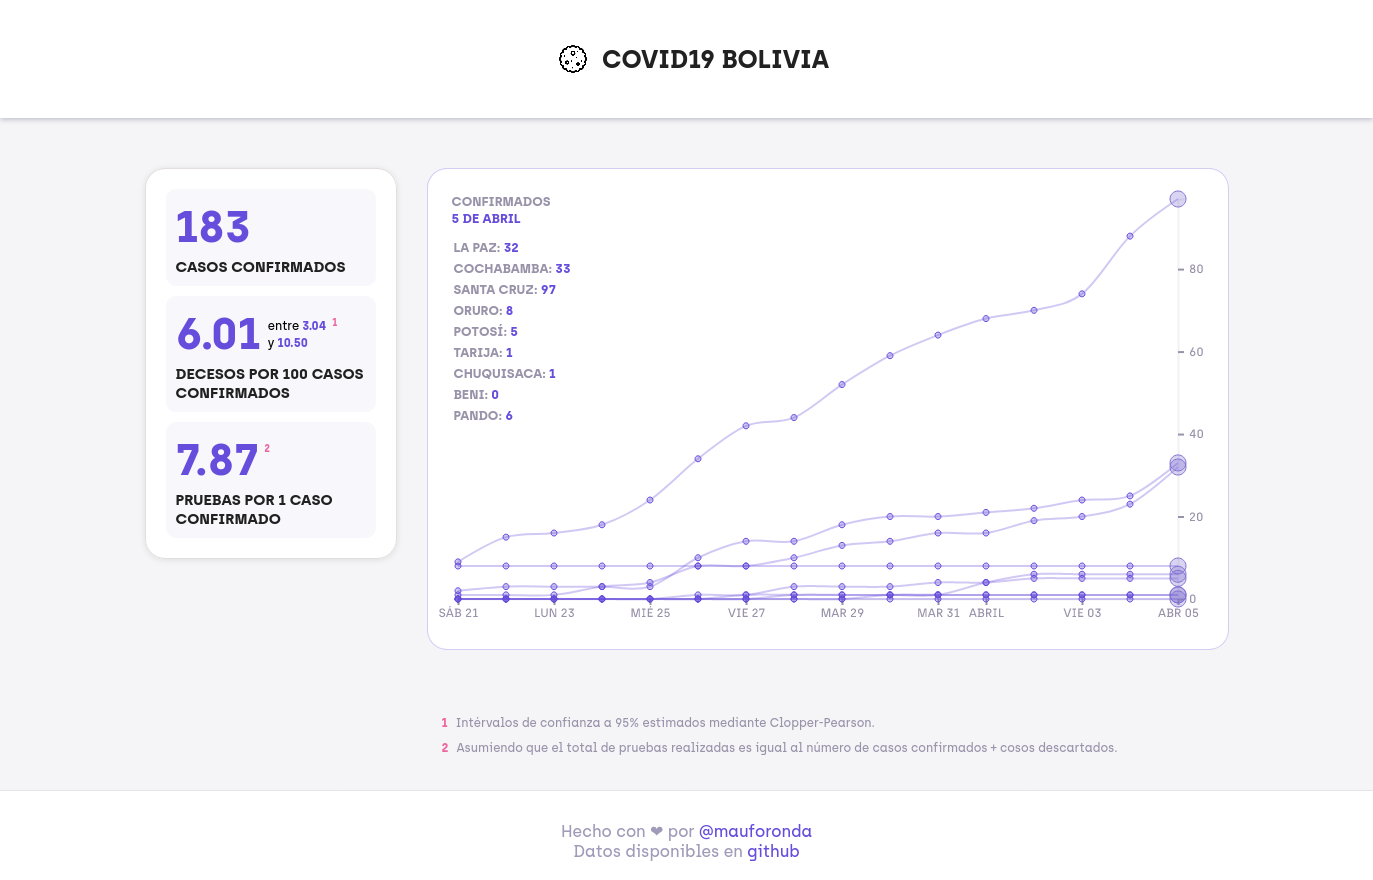 COVID19 BOLIVIA
183
CASOS CONFIRMADOS
6.01 entre 3.04 1
y 10.50
DECESOS POR 100 CASOS
CONFIRMADOS
7.87 2
PRUEBAS POR 1 CASO
CONFIRMADO
CONFIRMADOS
5 DE ABRIL
LA PAZ: 32
COCHABAMBA: 33
SANTA CRUZ: 97
ORURO: 8
POTOSÍ: 5
TARIJA: 1
CHUQUISACA: 1
BENI: 0
PANDO: 6
80
60
40
20
0
SÁB 21 LUN 23 MIÉ 25 VIE 27 MAR 29 MAR 31 ABRIL VIE 03 ABR 05
1 Intérvalos de confianza a 95% estimados mediante Clopper-Pearson.
2 Asumiendo que el total de pruebas realizadas es igual al número de casos confirmados + cosos descartados.
Hecho con ❤ por @mauforonda
Datos disponibles en github